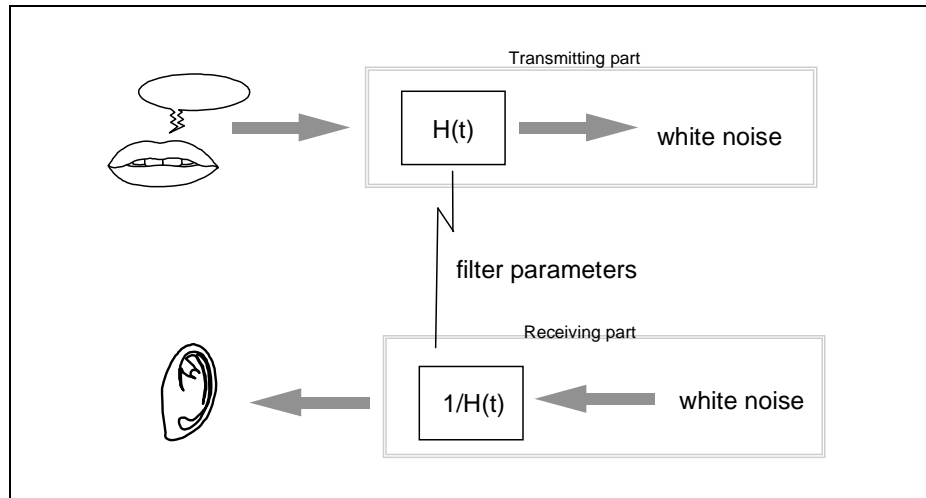 Transmitting part
H(t)
white noise
filter parameters
Receiving part
1/H(t)
white noise